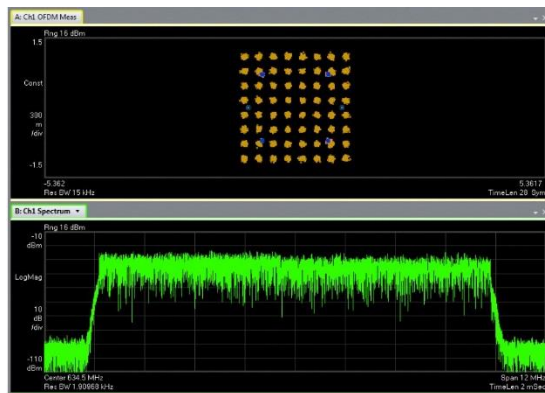 A: Ch1 OFDM Meas
Rng 16 dBm
1.5
Const
300
m
/div
-1.5
-5.362
5.3617
Res BW 15 kHz
TimeLen 28 Sym
B: Ch1 Spectrum
Rng 16 dBm
-10
dBm
LogMag
10
dB
/div
-110
dBm
Center 634.5 MHz
Span 12 MHz
Res BW 1.90988 kHz
TimeLen 2 mSec